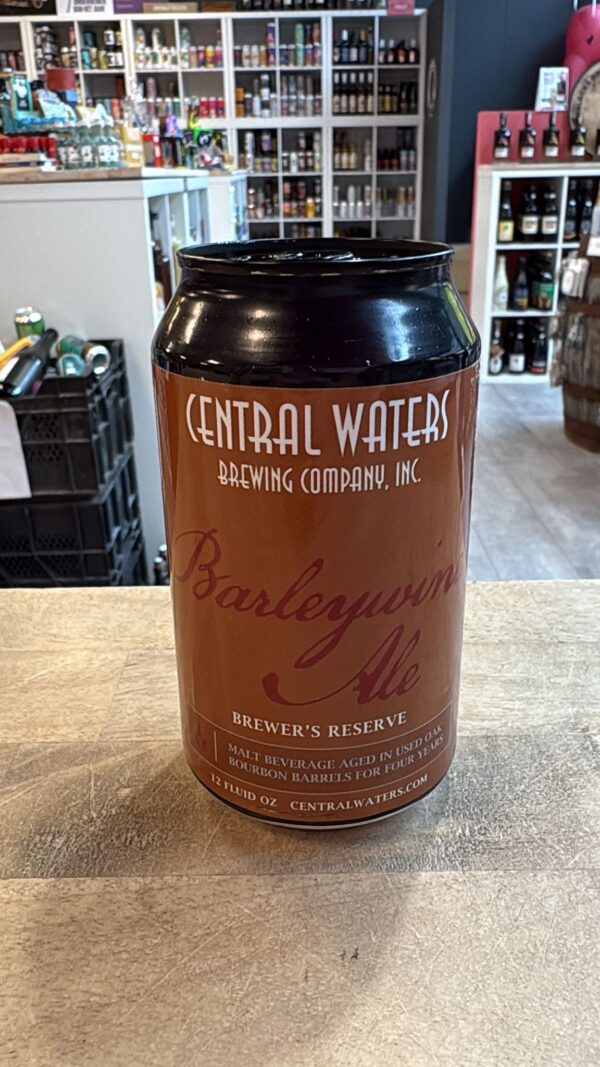 CENTRAL WATERS
BREWING COMPANY, INC.
Barleywin
Ale
BREWER'S RESERVE
MALT BEVERAGE AGED IN USED OAK
BOURBON BARRELS FOR FOUR YEARS
12 FLUID OZ CENTRALWATERS.COM